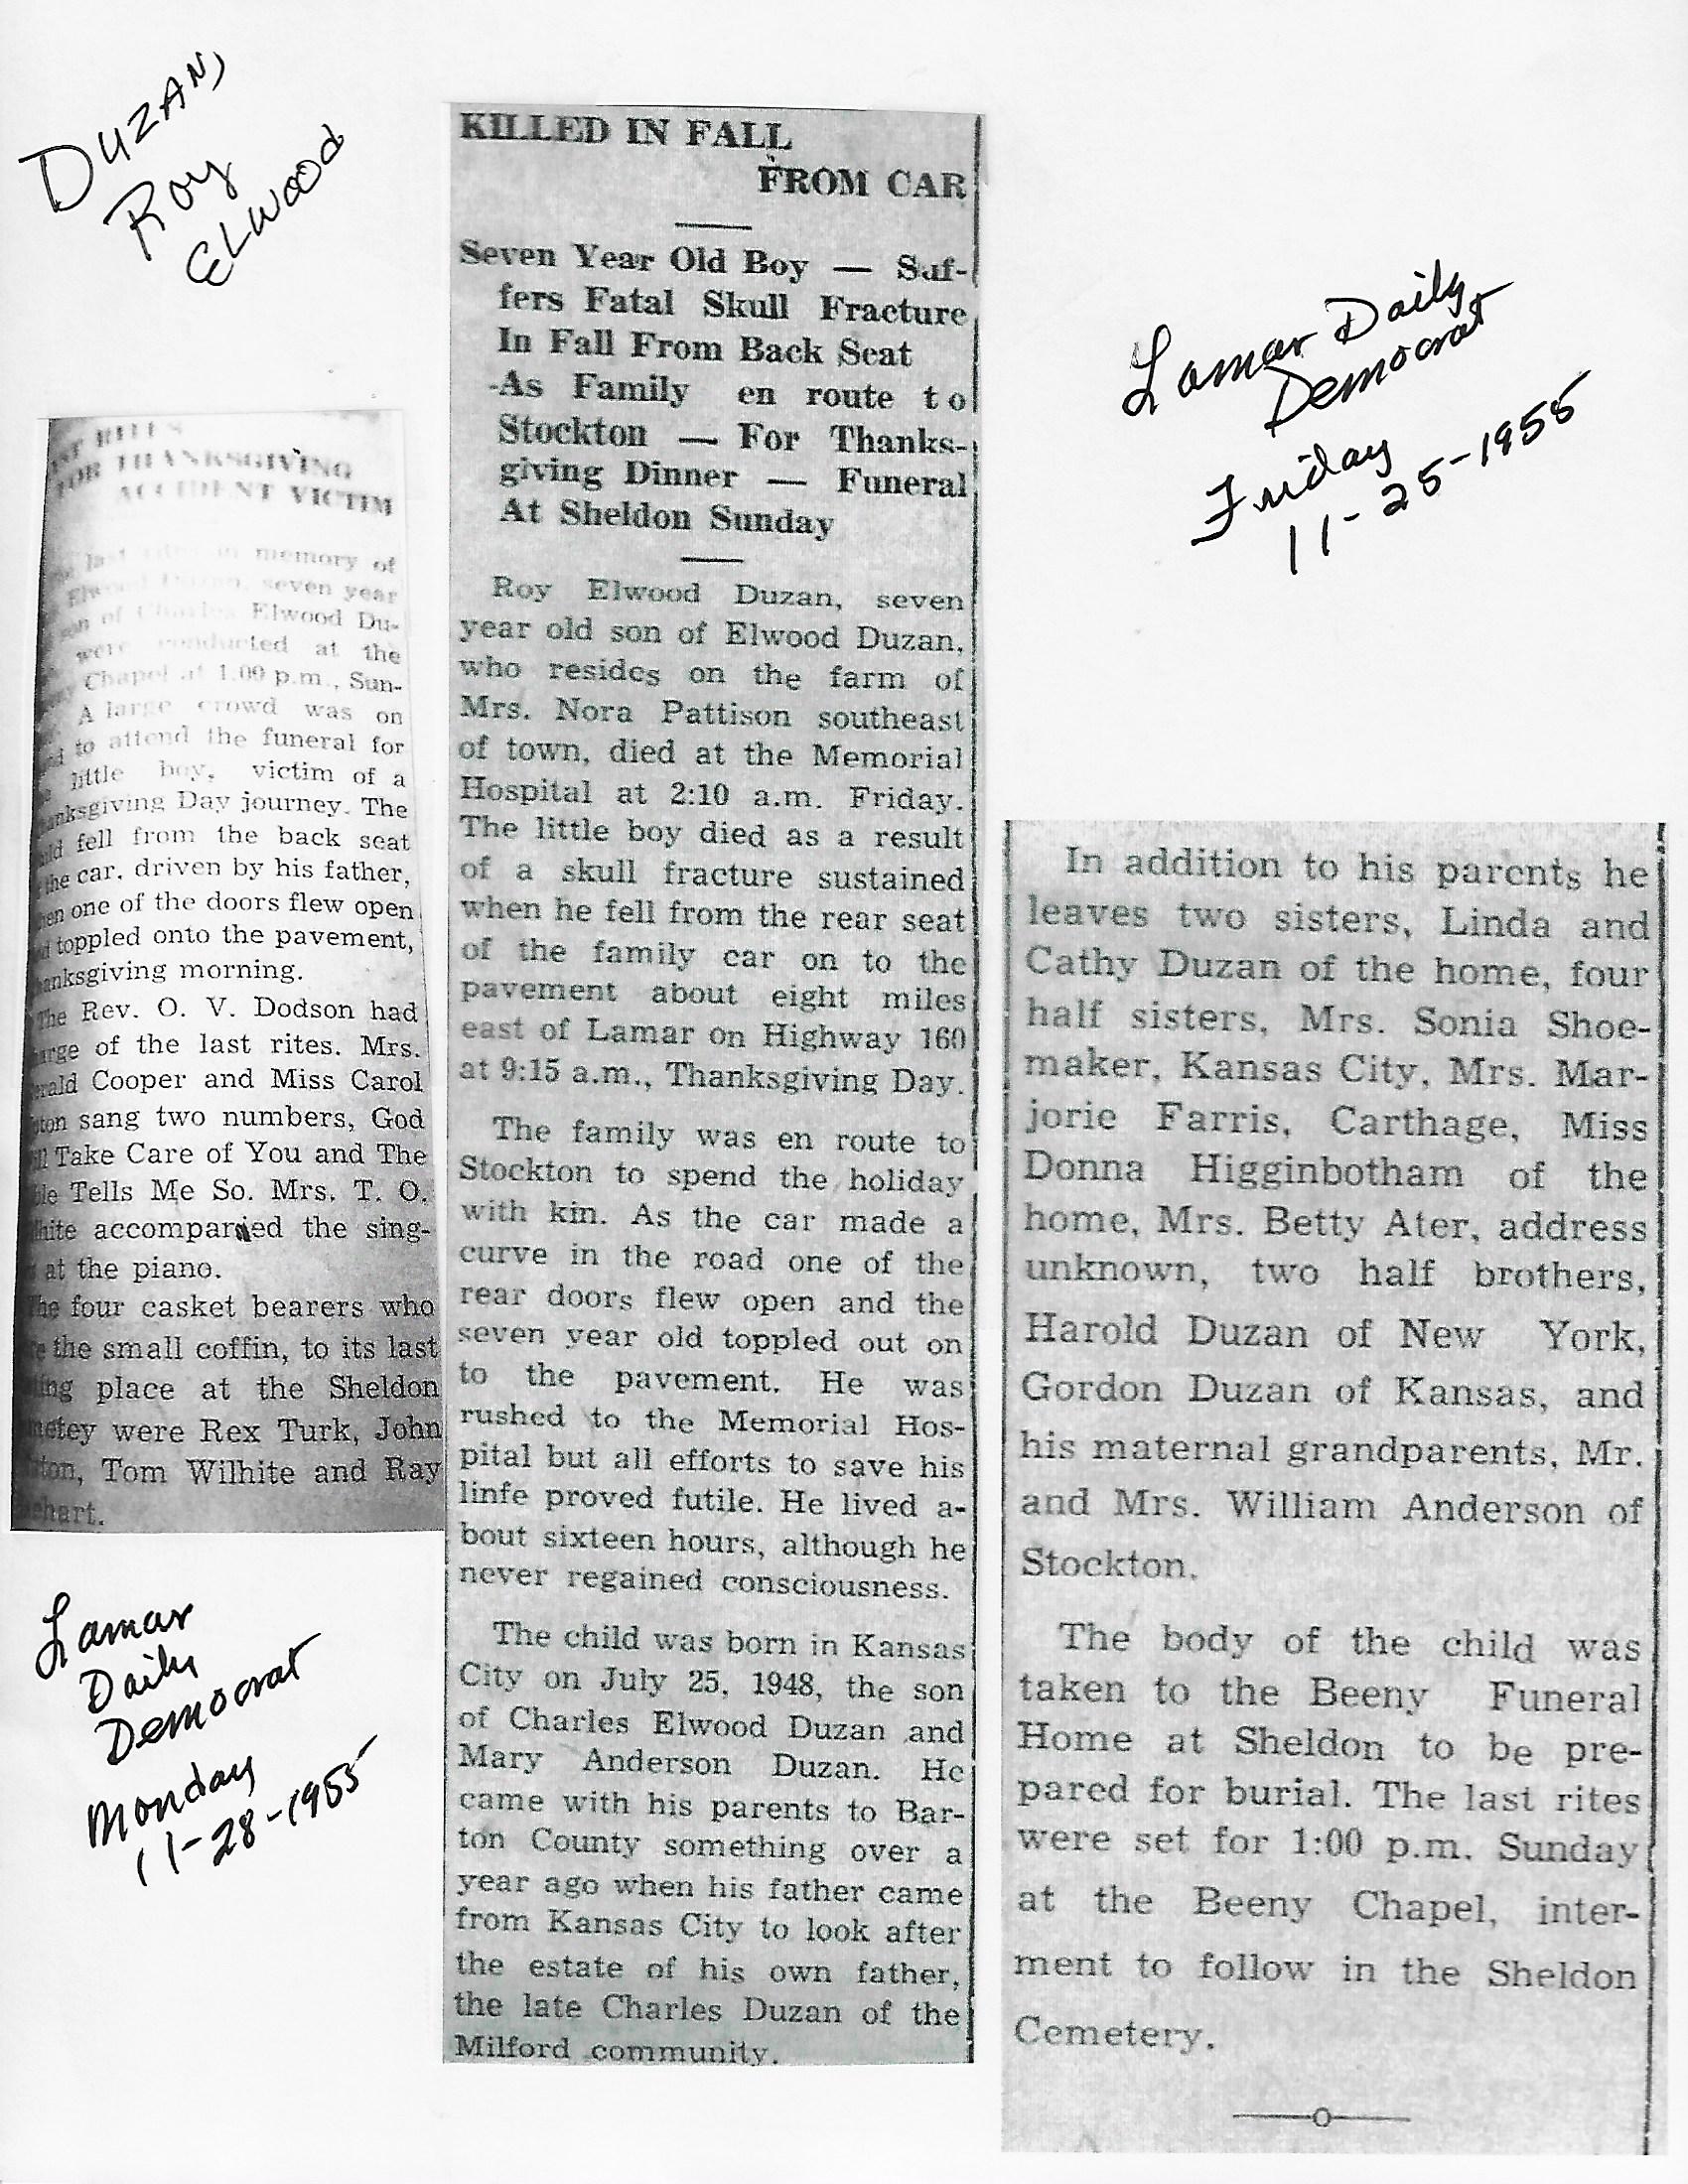 DUZAN,
Roy
ELWOOD
KILLED IN FALL
FROM CAR
Seven Year Old Boy — Suf-
fers Fatal Skull Fracture
In Fall From Back Seat
-As Family en route to
Stockton — For Thanks-
giving Dinner — Funeral
At Sheldon Sunday
Roy Elwood Duzan, seven
year old son of Elwood Duzan,
who resides on the farm of
Mrs. Nora Pattison southeast
of town, died at the Memorial
Hospital at 2:10 a.m. Friday.
The little boy died as a result
of a skull fracture sustained
when he fell from the rear seat
of the family car on to the
pavement about eight miles
east of Lamar on Highway 160
at 9:15 a.m., Thanksgiving Day.
The family was en route to
Stockton to spend the holiday
with kin. As the car made a
curve in the road one of the
rear doors flew open and the
seven year old toppled out on
to the pavement. He was
rushed to the Memorial Hos-
pital but all efforts to save his
linfe proved futile. He lived a-
bout sixteen hours, although he
never regained consciousness.
The child was born in Kansas
City on July 25, 1948, the son
of Charles Elwood Duzan and
Mary Anderson Duzan. He
came with his parents to Bar-
ton County something over a
year ago when his father came
from Kansas City to look after
the estate of his own father,
the late Charles Duzan of the
Milford community.
Lamar Daily
Democrat
Friday
11-25-1955
In addition to his parents he
leaves two sisters, Linda and
Cathy Duzan of the home, four
half sisters, Mrs. Sonia Shoe-
maker, Kansas City, Mrs. Mar-
jorie Farris, Carthage, Miss
Donna Higginbotham of the
home, Mrs. Betty Ater, address
unknown, two half brothers,
Harold Duzan of New York,
Gordon Duzan of Kansas, and
his maternal grandparents, Mr.
and Mrs. William Anderson of
Stockton.
The body of the child was
taken to the Beeny Funeral
Home at Sheldon to be pre-
pared for burial. The last rites
were set for 1:00 p.m. Sunday
at the Beeny Chapel, inter-
ment to follow in the Sheldon
Cemetery.
RITES
FOR THANKSGIVING
ACCIDENT VICTIM
last rites in memory of
Elwood Duzan, seven year
son of Charles Elwood Du-
were conducted at the
Chapel at 1:00 p.m., Sun-
A large crowd was on
to attend the funeral for
little boy, victim of a
anksgiving Day journey. The
fell from the back seat
the car, driven by his father,
en one of the doors flew open
toppled onto the pavement,
anksgiving morning.
The Rev. O. V. Dodson had
arge of the last rites. Mrs.
erald Cooper and Miss Carol
ton sang two numbers, God
Take Care of You and The
ble Tells Me So. Mrs. T. O.
hite accompanied the sing-
at the piano.
The four casket bearers who
the small coffin, to its last
ing place at the Sheldon
metey were Rex Turk, John
ton, Tom Wilhite and Ray
ehart.
Lamar
Daily
Democrat
Monday
11-28-1955